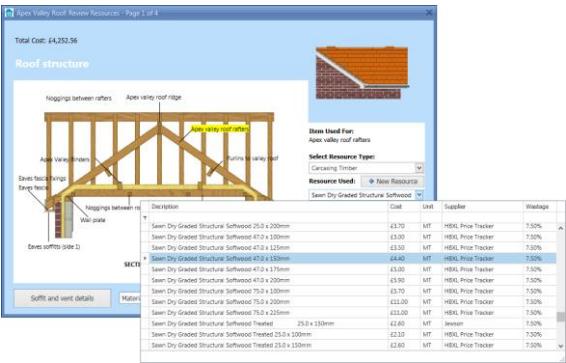 Apex Valley Roof: Review Resources - Page 1 of 4
Total Cost: £4,252.56
Roof structure
Noggings between rafters
Apex valley roof ridge
Apex valley roof rafters
Apex Valley Binders
Purlins to valley roof
Eaves fascia fixings
Eaves fascia
Noggings between
Wall-plate
Eaves soffitts (side 1)
SECTI
Soffit and vent details
Materi
Item Used For:
Apex valley roof rafters
Select Resource Type:
Carcasing Timber
Resource Used: New Resource
Sawn Dry Graded Structural Softwood
Decription Cost Unit Supplier Wastage
Sawn Dry Graded Structural Softwood 25.0 x 200mm £3.70 MT HBXL Price Tracker 7.50%
Sawn Dry Graded Structural Softwood 47.0 x 100mm £3.00 MT HBXL Price Tracker 7.50%
Sawn Dry Graded Structural Softwood 47.0 x 125mm £3.50 MT HBXL Price Tracker 7.50%
Sawn Dry Graded Structural Softwood 47.0 x 150mm £4.40 MT HBXL Price Tracker 7.50%
Sawn Dry Graded Structural Softwood 47.0 x 175mm £5.00 MT HBXL Price Tracker 7.50%
Sawn Dry Graded Structural Softwood 47.0 x 200mm £5.90 MT HBXL Price Tracker 7.50%
Sawn Dry Graded Structural Softwood 75.0 x 100mm £5.70 MT HBXL Price Tracker 7.50%
Sawn Dry Graded Structural Softwood 75.0 x 200mm £11.00 MT HBXL Price Tracker 7.50%
Sawn Dry Graded Structural Softwood 75.0 x 225mm £11.00 MT HBXL Price Tracker 7.50%
Sawn Dry Graded Structural Softwood Treated 25.0 x 150mm £2.60 MT Jewson 7.50%
Sawn Dry Graded Structural Softwood Treated 25.0 x 100mm £2.10 MT HBXL Price Tracker 7.50%
Sawn Dry Graded Structural Softwood Treated 25.0 x 150mm £2.60 MT HBXL Price Tracker 7.50%